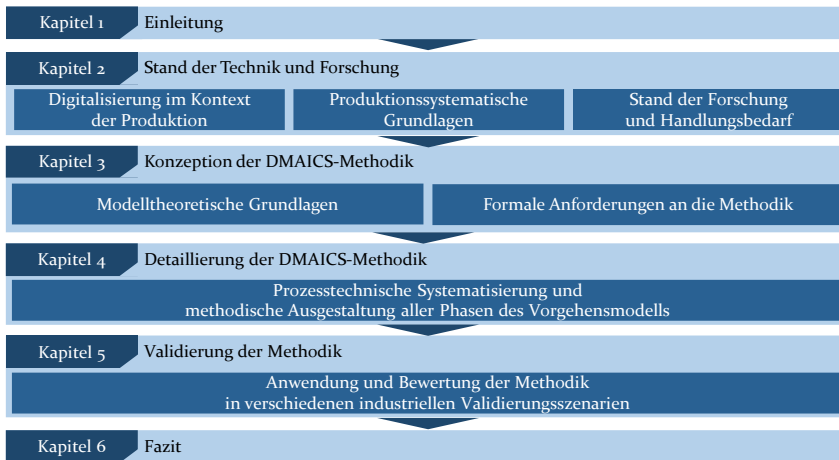 Kapitel 1 Einleitung
Kapitel 2 Stand der Technik und Forschung
Digitalisierung im Kontext
der Produktion
Produktionssystematische
Grundlagen
Stand der Forschung
und Handlungsbedarf
Kapitel 3 Konzeption der DMAICS-Methodik
Modelltheoretische Grundlagen
Formale Anforderungen an die Methodik
Kapitel 4 Detaillierung der DMAICS-Methodik
Prozesstechnische Systematisierung und
methodische Ausgestaltung aller Phasen des Vorgehensmodells
Kapitel 5 Validierung der Methodik
Anwendung und Bewertung der Methodik
in verschiedenen industriellen Validierungsszenarien
Kapitel 6 Fazit